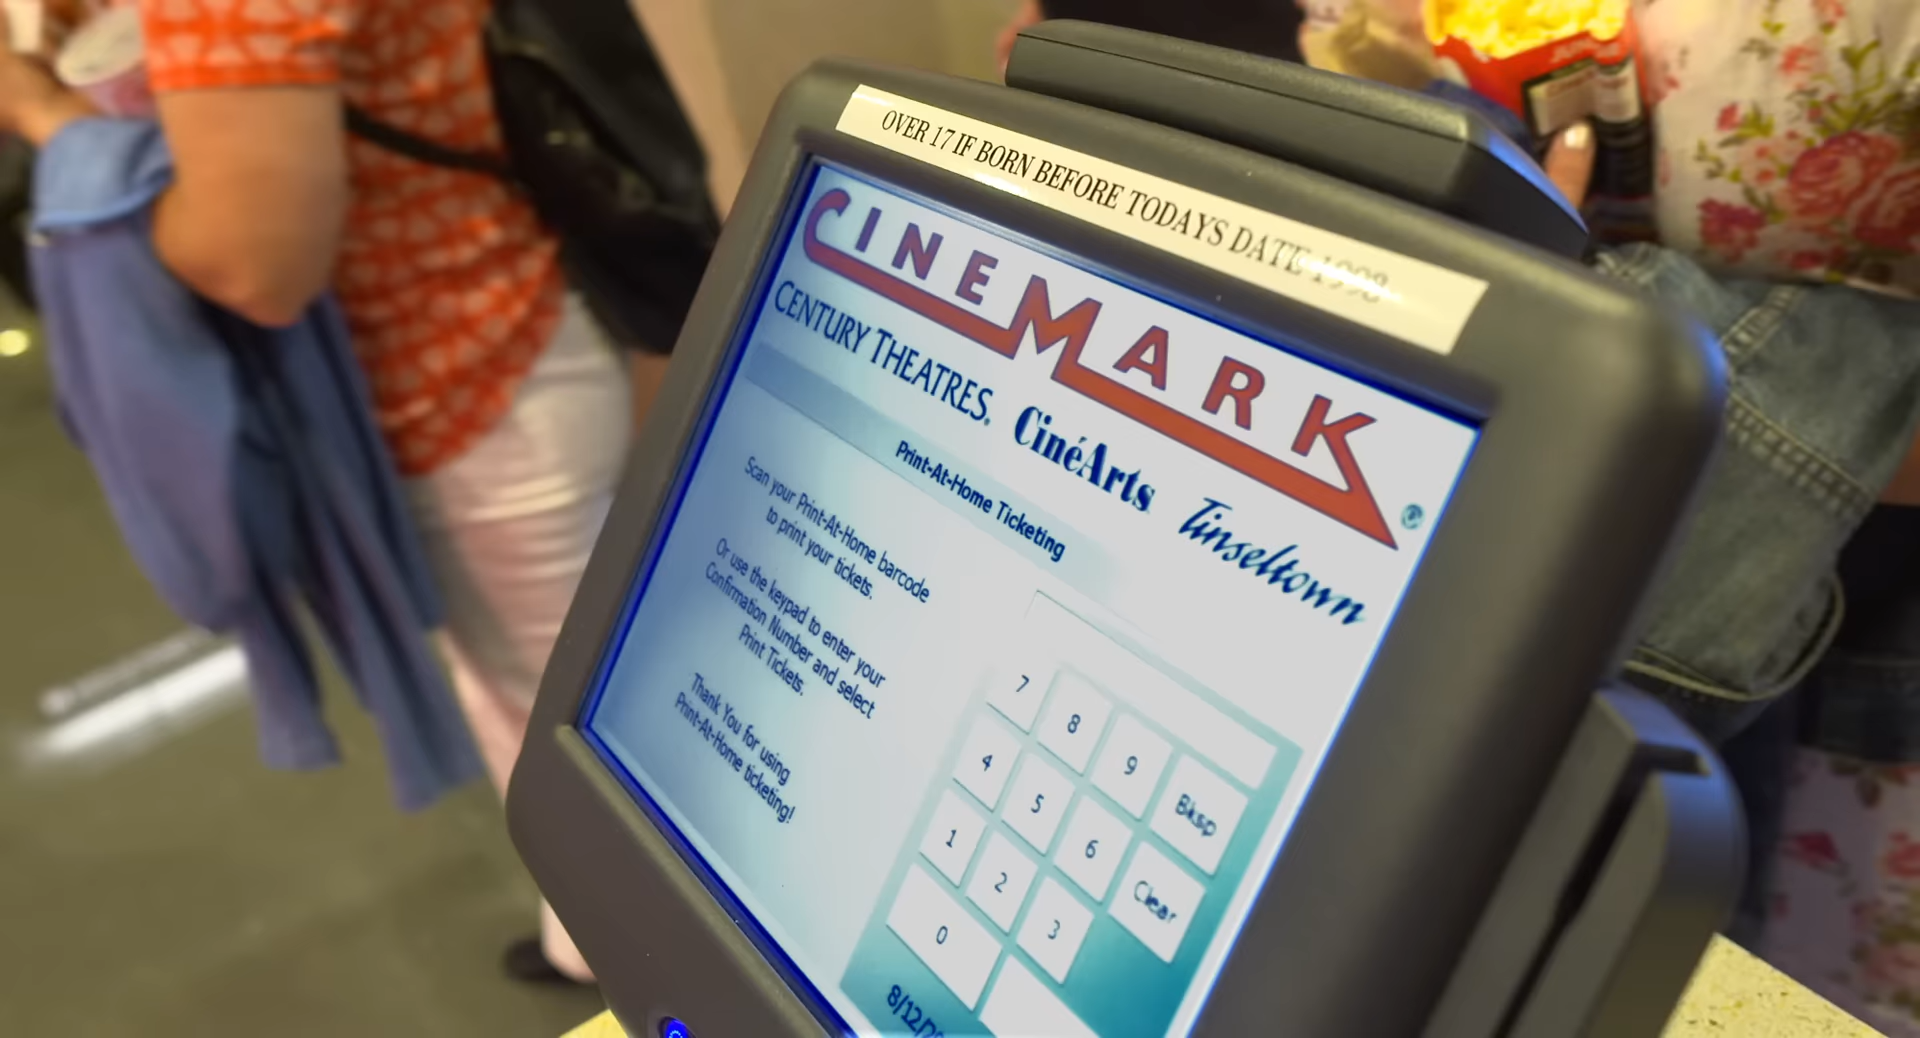 OVER 17 IF BORN BEFORE TODAYS DATE 1998
CINEMARK®
CENTURY THEATRES. CinéArts Tinseltown
Print-At-Home Ticketing
Scan your Print-At-Home barcode
to print your tickets.
Or use the keypad to enter your
Confirmation Number and select
Print Tickets.
Thank You for using
Print-At-Home ticketing!
7 8 9 Bksp
4 5 6 Clear
1 2 3
0
8/12/